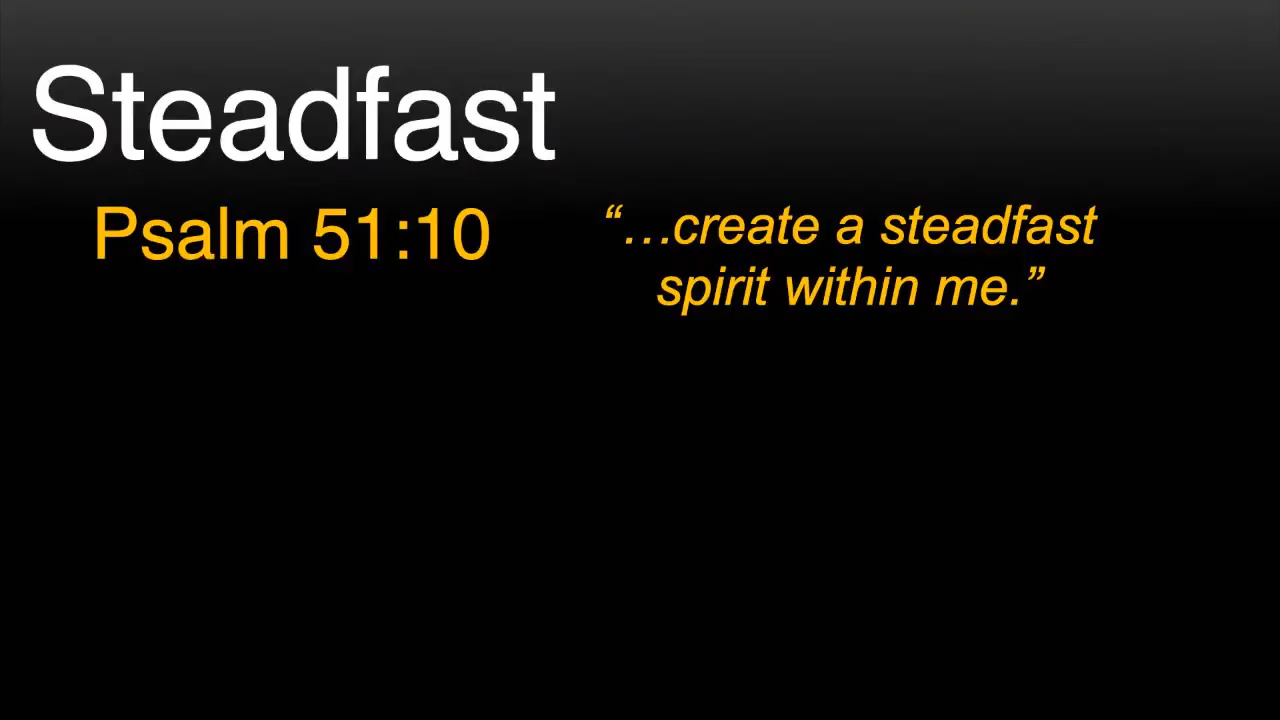 Steadfast
Psalm 51:10
“…create a steadfast
spirit within me.”